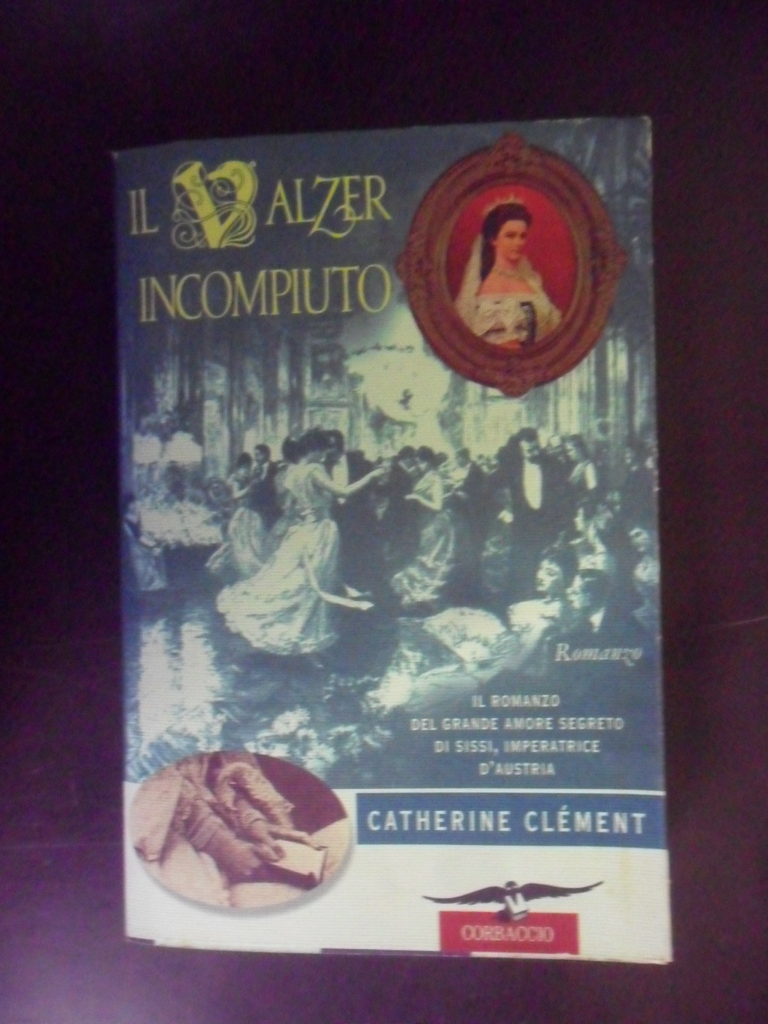 IL VALZER
INCOMPIUTO
Romanzo
IL ROMANZO
DEL GRANDE AMORE SEGRETO
DI SISSI, IMPERATRICE
D'AUSTRIA
CATHERINE CLÉMENT
CORBACCIO